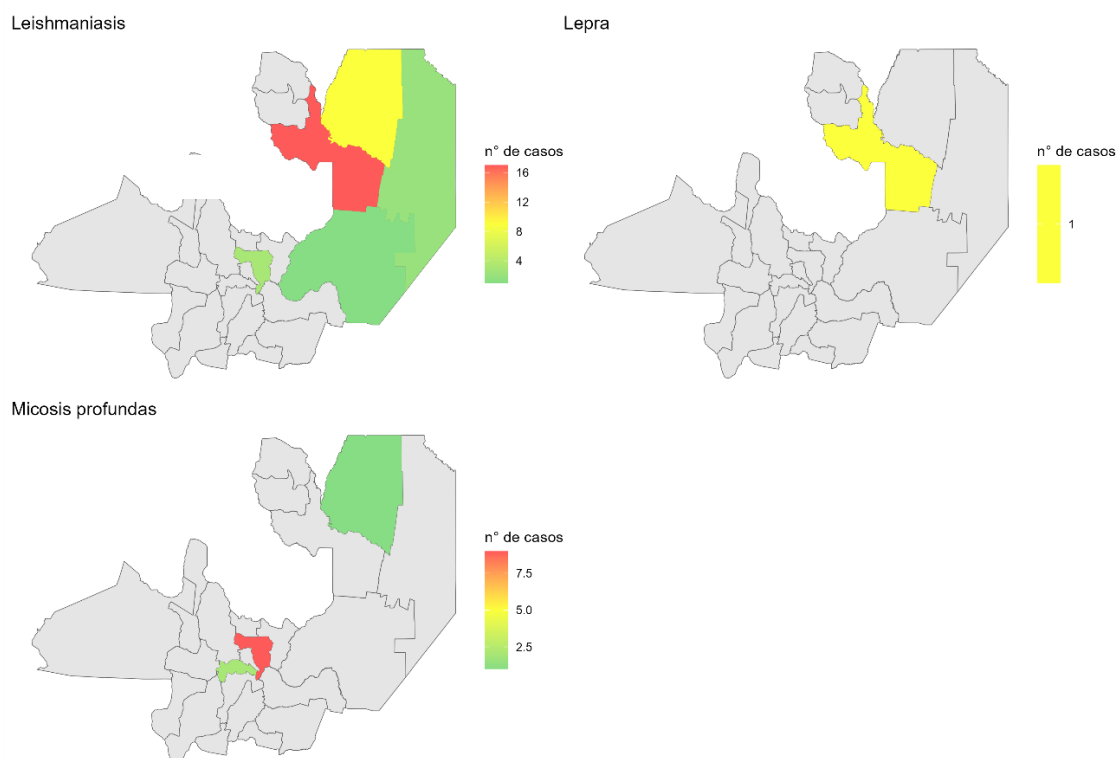 Leishmaniasis
n° de casos
16
12
8
4
Lepra
n° de casos
1
Micosis profundas
n° de casos
7.5
5.0
2.5